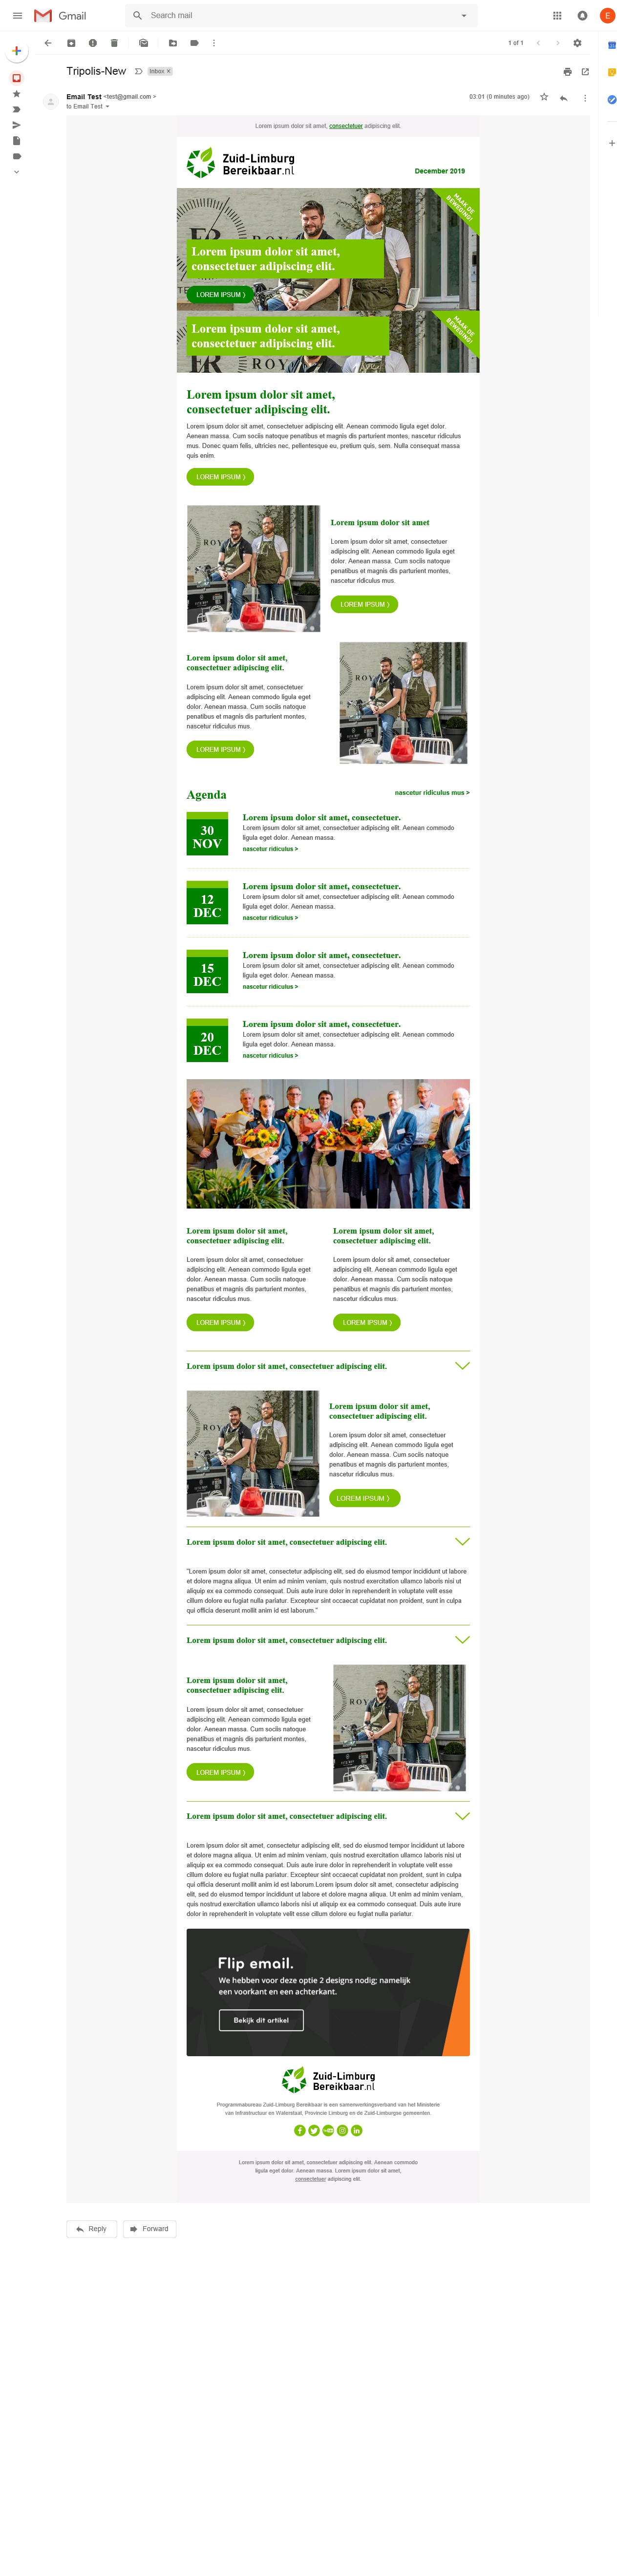 Gmail
Search mail
E
1 of 1
Tripolis-New
Inbox ×
Email Test <test@gmail.com >
03:01 (0 minutes ago)
to Email Test
Lorem ipsum dolor sit amet, consectetuer adipiscing elit.
Zuid-Limburg
Bereikbaar.nl
December 2019
MAAK DE
BEWEGING!
Lorem ipsum dolor sit amet,
consectetuer adipiscing elit.
LOREM IPSUM ⟩
MAAK DE
BEWEGING!
Lorem ipsum dolor sit amet,
consectetuer adipiscing elit.
Lorem ipsum dolor sit amet,
consectetuer adipiscing elit.
Lorem ipsum dolor sit amet, consectetuer adipiscing elit. Aenean commodo ligula eget dolor.
Aenean massa. Cum sociis natoque penatibus et magnis dis parturient montes, nascetur ridiculus
mus. Donec quam felis, ultricies nec, pellentesque eu, pretium quis, sem. Nulla consequat massa
quis enim.
LOREM IPSUM ⟩
ROY
Lorem ipsum dolor sit amet
Lorem ipsum dolor sit amet, consectetuer
adipiscing elit. Aenean commodo ligula eget
dolor. Aenean massa. Cum sociis natoque
penatibus et magnis dis parturient montes,
nascetur ridiculus mus.
LOREM IPSUM ⟩
Lorem ipsum dolor sit amet,
consectetuer adipiscing elit.
Lorem ipsum dolor sit amet, consectetuer
adipiscing elit. Aenean commodo ligula eget
dolor. Aenean massa. Cum sociis natoque
penatibus et magnis dis parturient montes,
nascetur ridiculus mus.
LOREM IPSUM ⟩
ROY
Agenda
nascetur ridiculus mus >
30
NOV
Lorem ipsum dolor sit amet, consectetuer.
Lorem ipsum dolor sit amet, consectetuer adipiscing elit. Aenean commodo
ligula eget dolor. Aenean massa.
nascetur ridiculus >
12
DEC
Lorem ipsum dolor sit amet, consectetuer.
Lorem ipsum dolor sit amet, consectetuer adipiscing elit. Aenean commodo
ligula eget dolor. Aenean massa.
nascetur ridiculus >
15
DEC
Lorem ipsum dolor sit amet, consectetuer.
Lorem ipsum dolor sit amet, consectetuer adipiscing elit. Aenean commodo
ligula eget dolor. Aenean massa.
nascetur ridiculus >
20
DEC
Lorem ipsum dolor sit amet, consectetuer.
Lorem ipsum dolor sit amet, consectetuer adipiscing elit. Aenean commodo
ligula eget dolor. Aenean massa.
nascetur ridiculus >
Lorem ipsum dolor sit amet,
consectetuer adipiscing elit.
Lorem ipsum dolor sit amet, consectetuer
adipiscing elit. Aenean commodo ligula eget
dolor. Aenean massa. Cum sociis natoque
penatibus et magnis dis parturient montes,
nascetur ridiculus mus.
LOREM IPSUM ⟩
Lorem ipsum dolor sit amet,
consectetuer adipiscing elit.
Lorem ipsum dolor sit amet, consectetuer
adipiscing elit. Aenean commodo ligula eget
dolor. Aenean massa. Cum sociis natoque
penatibus et magnis dis parturient montes,
nascetur ridiculus mus.
LOREM IPSUM ⟩
Lorem ipsum dolor sit amet, consectetuer adipiscing elit.
ROY
Lorem ipsum dolor sit amet,
consectetuer adipiscing elit.
Lorem ipsum dolor sit amet, consectetuer
adipiscing elit. Aenean commodo ligula eget
dolor. Aenean massa. Cum sociis natoque
penatibus et magnis dis parturient montes,
nascetur ridiculus mus.
LOREM IPSUM ⟩
Lorem ipsum dolor sit amet, consectetuer adipiscing elit.
"Lorem ipsum dolor sit amet, consectetur adipiscing elit, sed do eiusmod tempor incididunt ut labore
et dolore magna aliqua. Ut enim ad minim veniam, quis nostrud exercitation ullamco laboris nisi ut
aliquip ex ea commodo consequat. Duis aute irure dolor in reprehenderit in voluptate velit esse
cillum dolore eu fugiat nulla pariatur. Excepteur sint occaecat cupidatat non proident, sunt in culpa
qui officia deserunt mollit anim id est laborum."
Lorem ipsum dolor sit amet, consectetuer adipiscing elit.
Lorem ipsum dolor sit amet,
consectetuer adipiscing elit.
Lorem ipsum dolor sit amet, consectetuer
adipiscing elit. Aenean commodo ligula eget
dolor. Aenean massa. Cum sociis natoque
penatibus et magnis dis parturient montes,
nascetur ridiculus mus.
LOREM IPSUM ⟩
ROY
Lorem ipsum dolor sit amet, consectetuer adipiscing elit.
Lorem ipsum dolor sit amet, consectetur adipiscing elit, sed do eiusmod tempor incididunt ut labore
et dolore magna aliqua. Ut enim ad minim veniam, quis nostrud exercitation ullamco laboris nisi ut
aliquip ex ea commodo consequat. Duis aute irure dolor in reprehenderit in voluptate velit esse
cillum dolore eu fugiat nulla pariatur. Excepteur sint occaecat cupidatat non proident, sunt in culpa
qui officia deserunt mollit anim id est laborum.Lorem ipsum dolor sit amet, consectetur adipiscing
elit, sed do eiusmod tempor incididunt ut labore et dolore magna aliqua. Ut enim ad minim veniam,
quis nostrud exercitation ullamco laboris nisi ut aliquip ex ea commodo consequat. Duis aute irure
dolor in reprehenderit in voluptate velit esse cillum dolore eu fugiat nulla pariatur.
Flip email.
We hebben voor deze optie 2 designs nodig; namelijk
een voorkant en een achterkant.
Bekijk dit artikel
Zuid-Limburg
Bereikbaar.nl
Programmabureau Zuid-Limburg Bereikbaar is een samenwerkingsverband van het Ministerie
van Infrastructuur en Waterstaat, Provincie Limburg en de Zuid-Limburgse gemeenten.
Lorem ipsum dolor sit amet, consectetuer adipiscing elit. Aenean commodo
ligula eget dolor. Aenean massa. Lorem ipsum dolor sit amet,
consectetuer adipiscing elit.
Reply
Forward